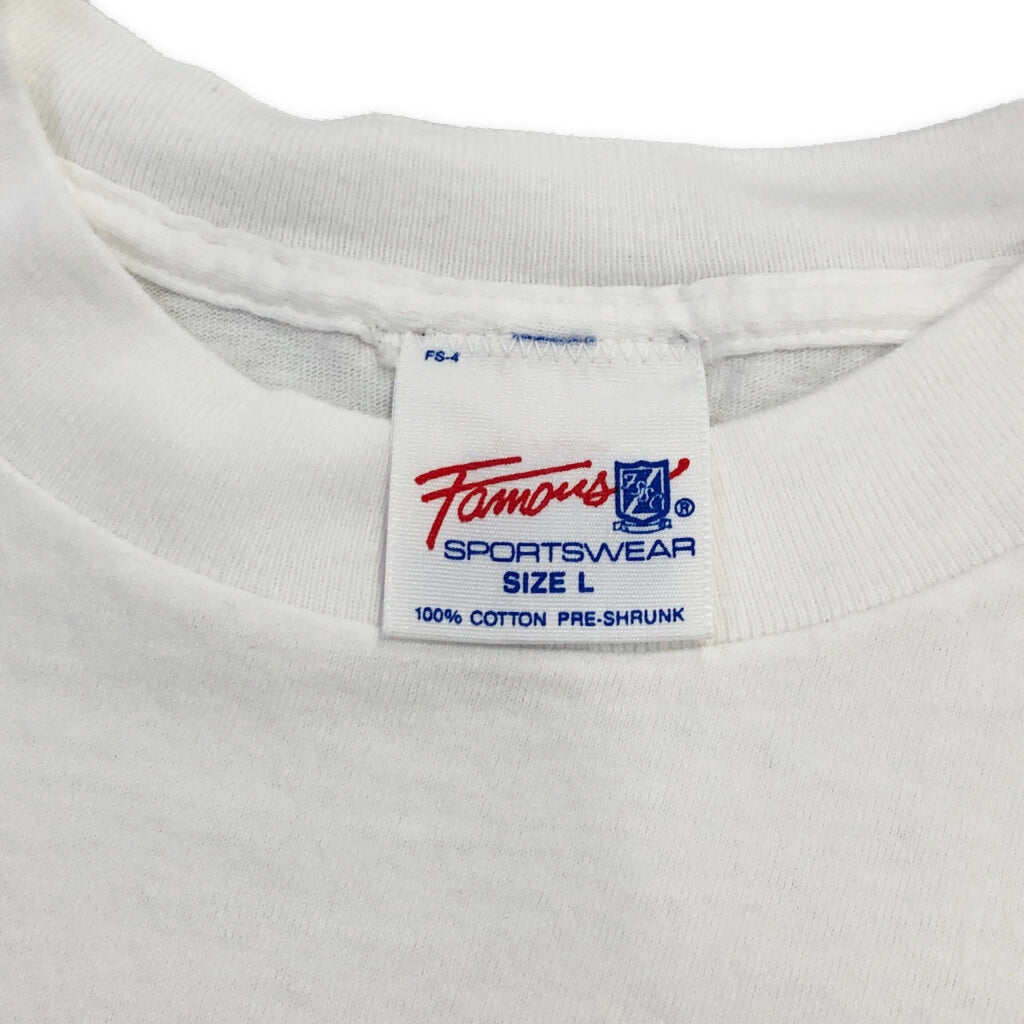 FS-4
Famous
®
SPORTSWEAR
SIZE L
100% COTTON PRE-SHRUNK